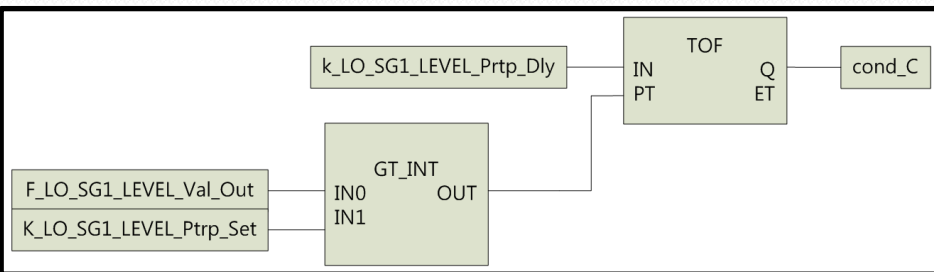 TOF
k_LO_SG1_LEVEL_Prtp_Dly
IN Q
PT ET
cond_C
GT_INT
F_LO_SG1_LEVEL_Val_Out
IN0 OUT
K_LO_SG1_LEVEL_Ptrp_Set
IN1